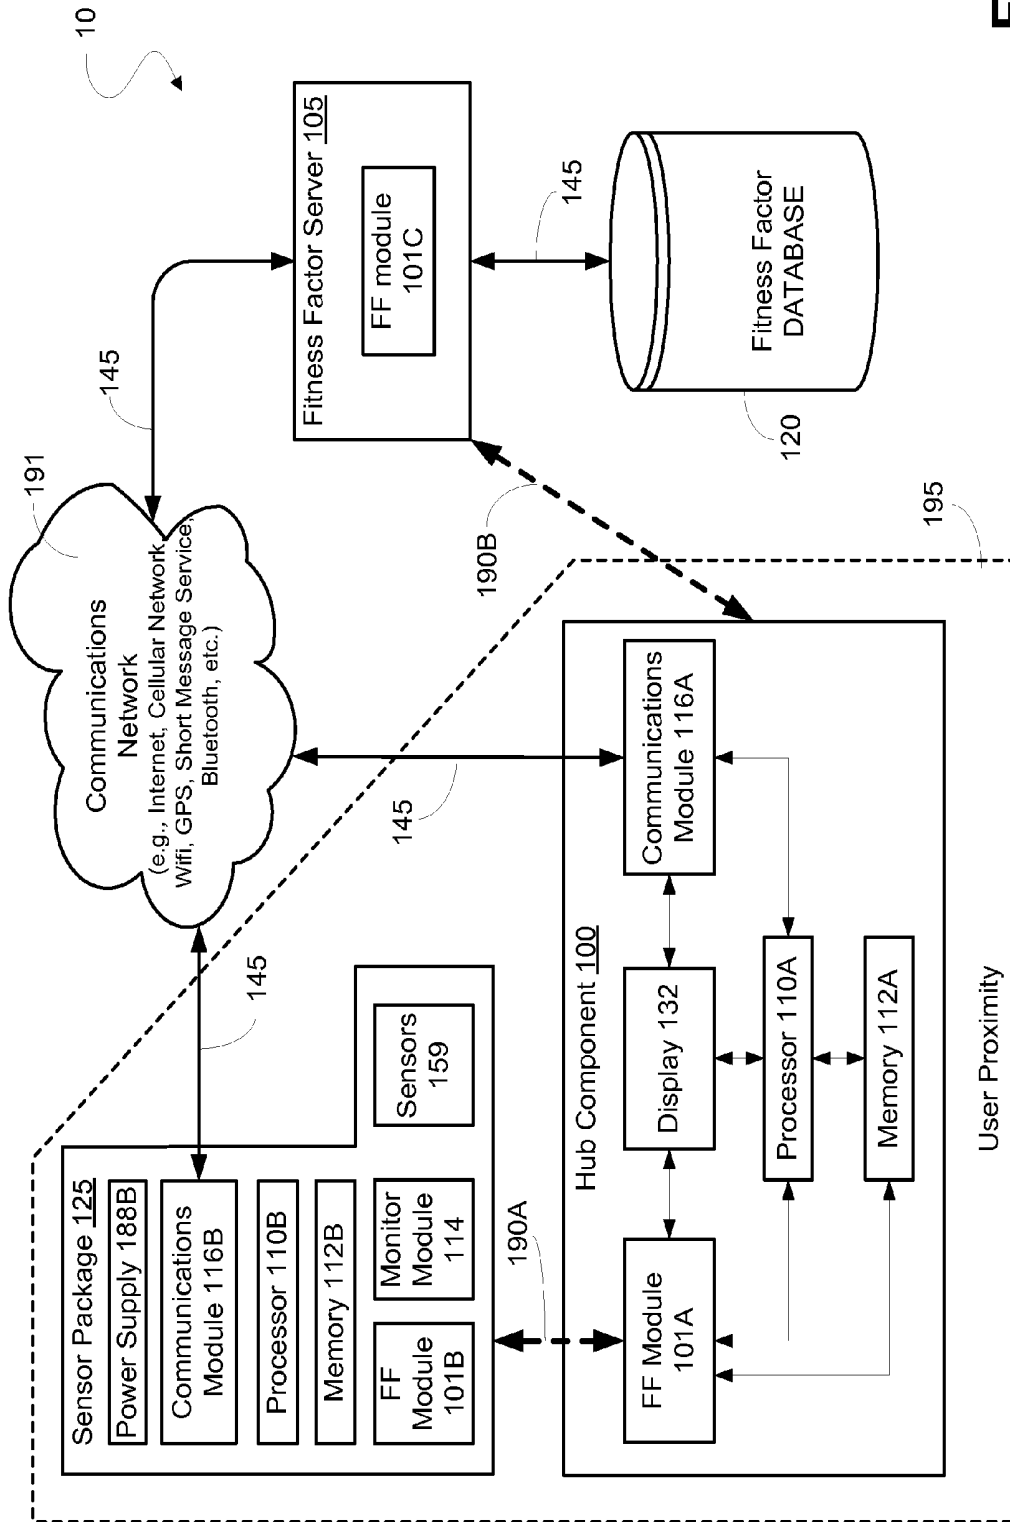 10
191
Communications
Network
(e.g., Internet, Cellular Network,
Wifi, GPS, Short Message Service,
Bluetooth, etc.)
145
145
145
Fitness Factor Server 105
FF module
101C
145
Fitness Factor
DATABASE
120
190B
195
Sensor Package 125
Power Supply 188B
Communications
Module 116B
Processor 110B
Memory 112B
FF
Module
101B
Monitor
Module
114
Sensors
159
190A
Hub Component 100
FF Module
101A
Display 132
Communications
Module 116A
Processor 110A
Memory 112A
User Proximity